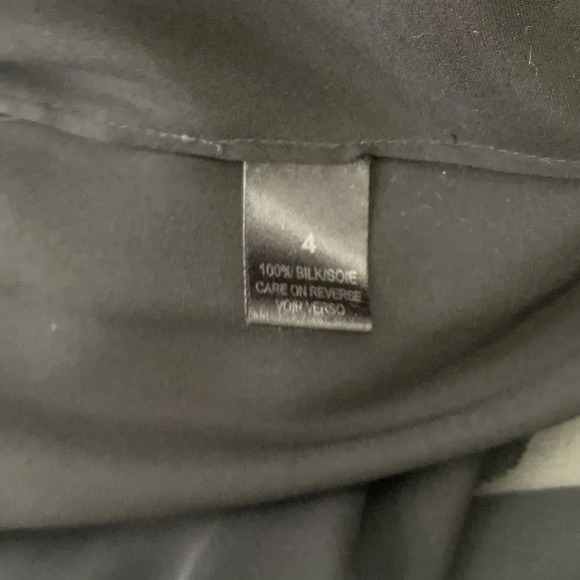 4
100% SILK/SOIE
CARE ON REVERSE
VOIR VERSO